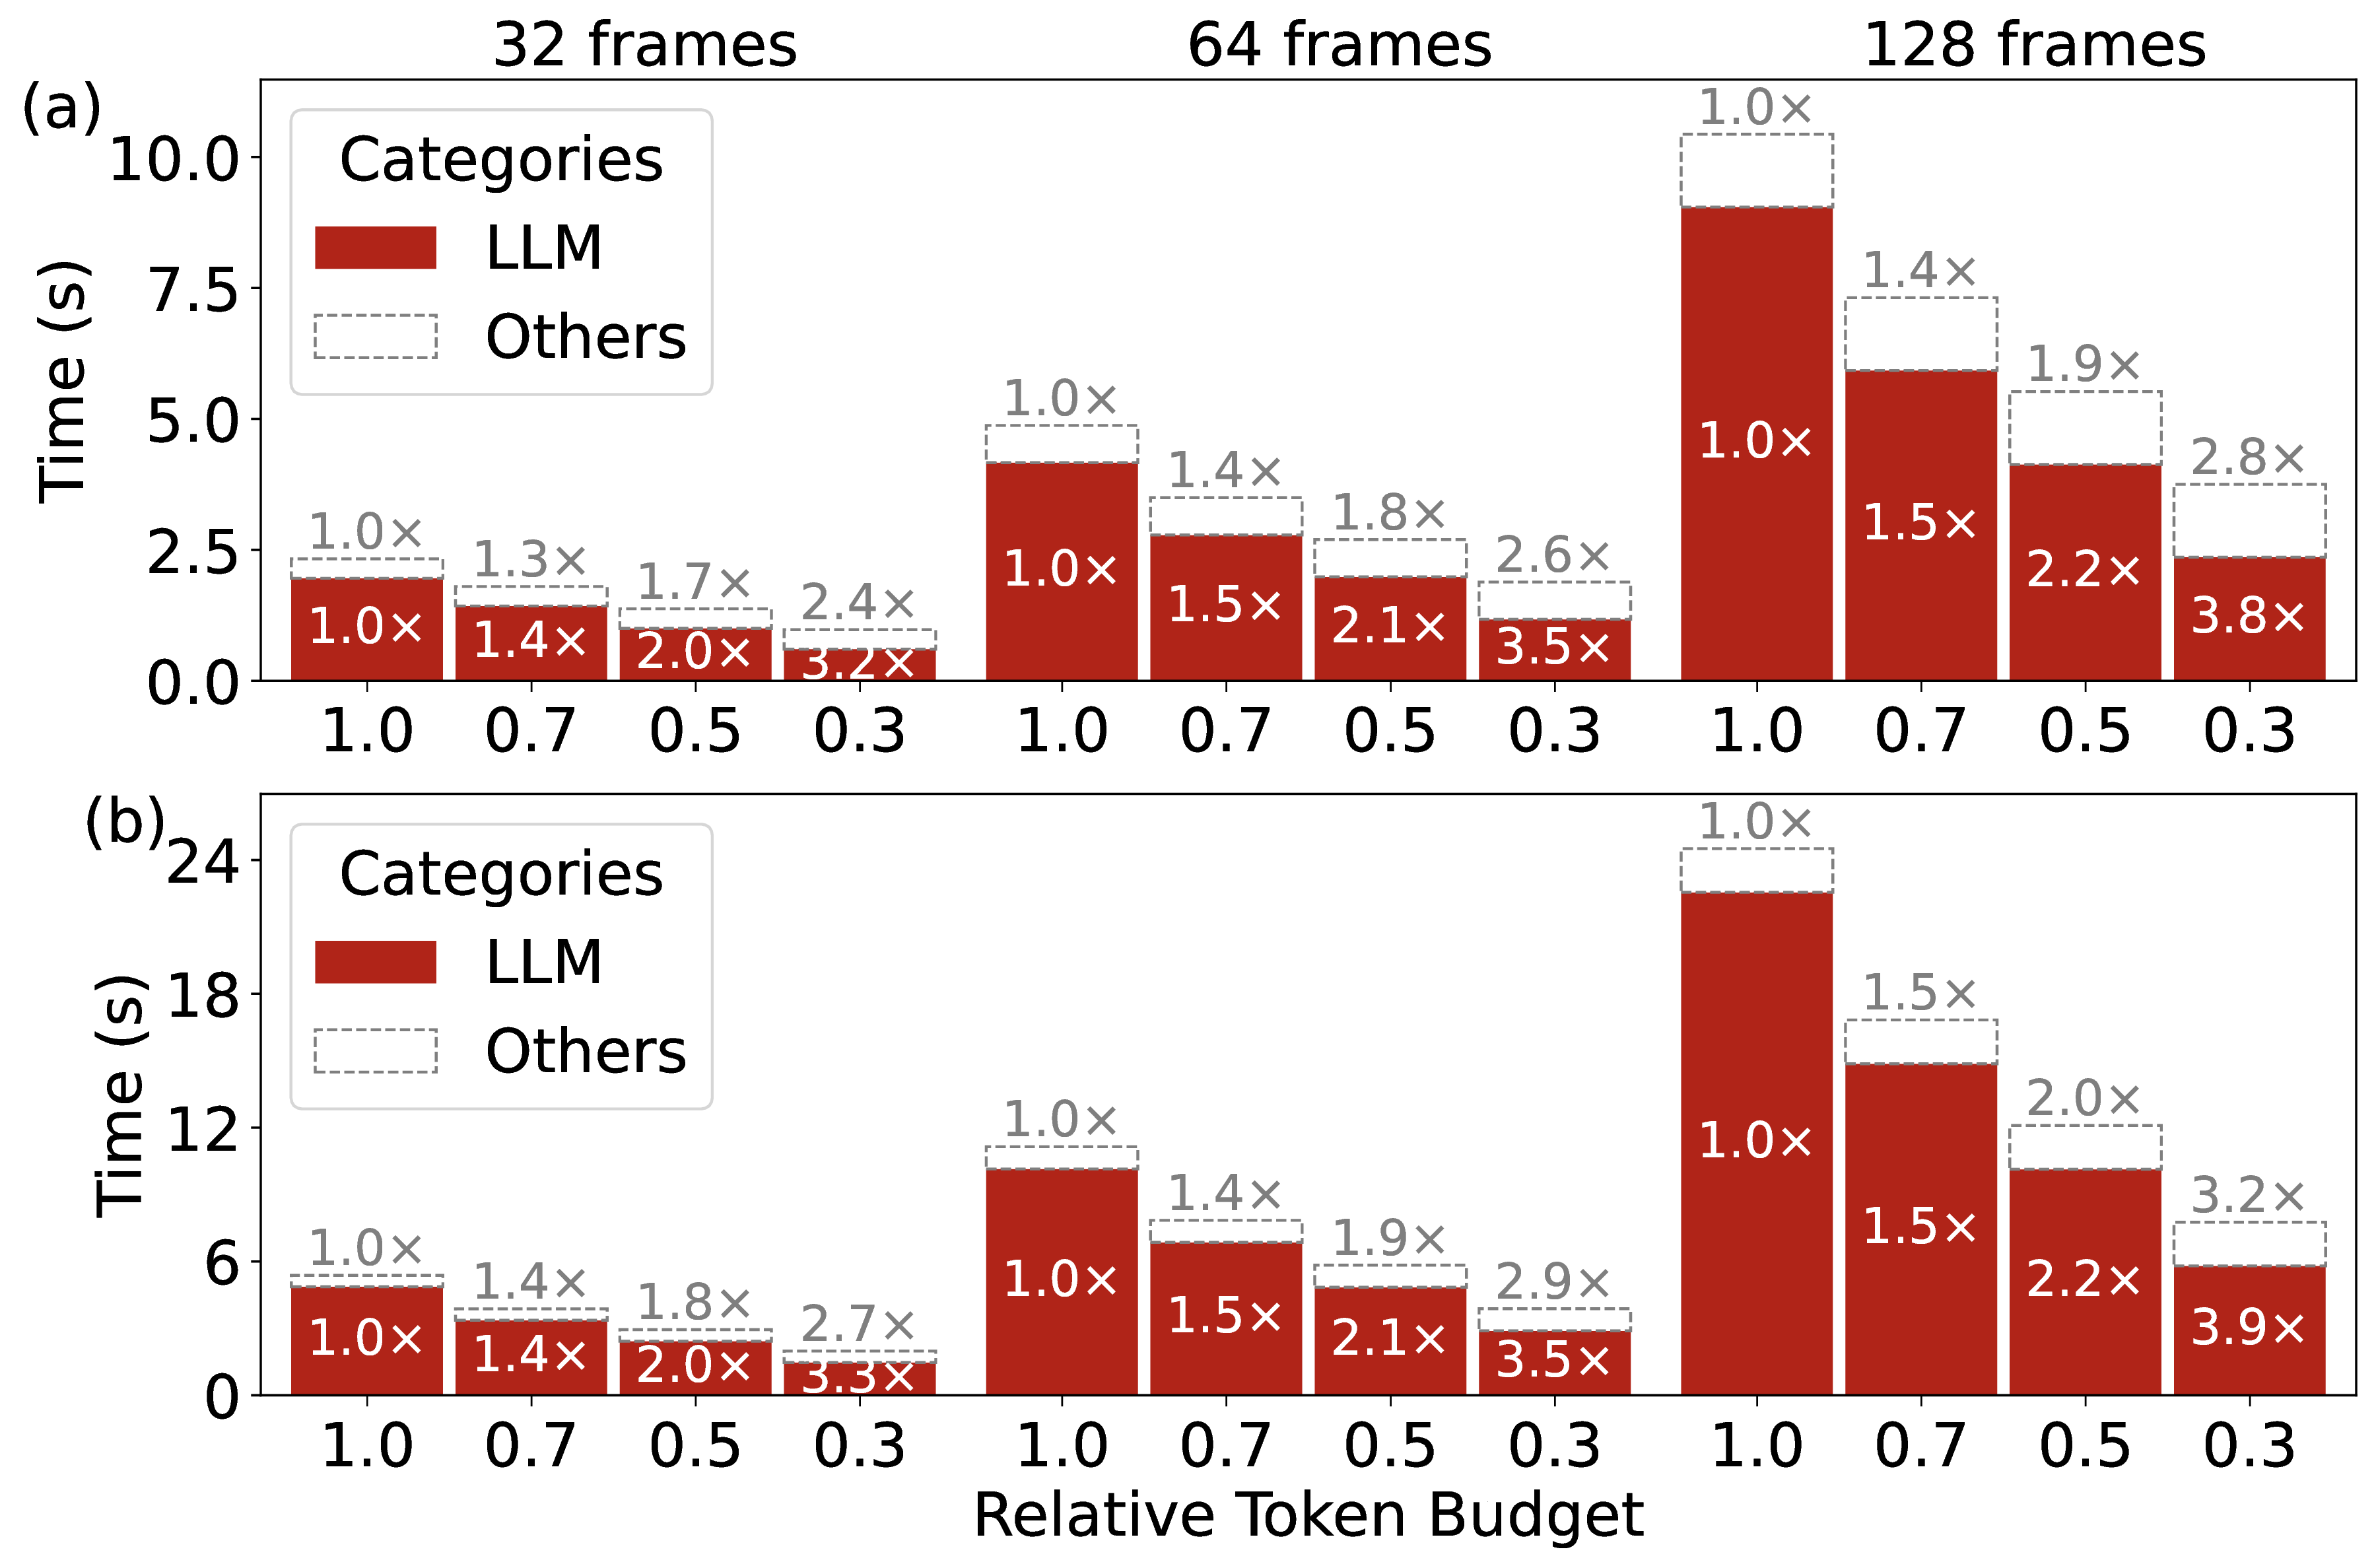 32 frames 64 frames 128 frames
(a)
Time (s)
10.0
7.5
5.0
2.5
0.0
Categories
LLM
Others
1.0× 1.3× 1.7× 2.4×
1.0× 1.4× 2.0× 3.2×
1.0× 1.4× 1.8× 2.6×
1.0× 1.5× 2.1× 3.5×
1.0× 1.4× 1.9× 2.8×
1.0× 1.5× 2.2× 3.8×
1.0 0.7 0.5 0.3 1.0 0.7 0.5 0.3 1.0 0.7 0.5 0.3
(b)
Time (s)
24
18
12
6
0
Categories
LLM
Others
1.0× 1.4× 1.8× 2.7×
1.0× 1.4× 2.0× 3.3×
1.0× 1.4× 1.9× 2.9×
1.0× 1.5× 2.1× 3.5×
1.0× 1.5× 2.0× 3.2×
1.0× 1.5× 2.2× 3.9×
1.0 0.7 0.5 0.3 1.0 0.7 0.5 0.3 1.0 0.7 0.5 0.3
Relative Token Budget